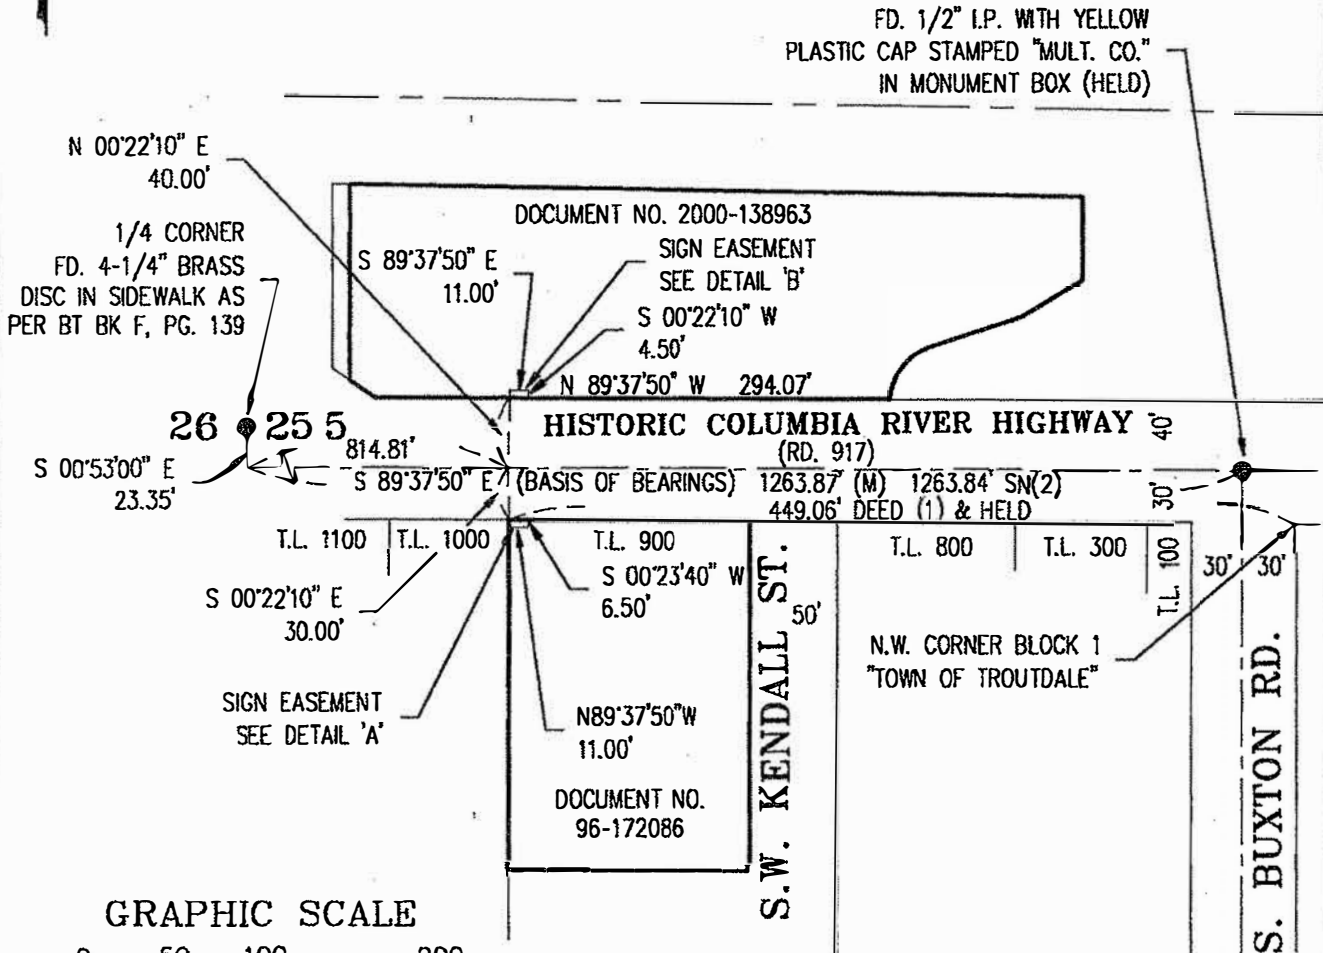 FD. 1/2" I.P. WITH YELLOW
PLASTIC CAP STAMPED "MULT. CO."
IN MONUMENT BOX (HELD)
N 00°22'10" E
40.00'
1/4 CORNER
FD. 4-1/4" BRASS
DISC IN SIDEWALK AS
PER BT BK F, PG. 139
DOCUMENT NO. 2000-138963
S 89°37'50" E
11.00'
SIGN EASEMENT
SEE DETAIL 'B'
S 00°22'10" W
4.50'
N 89°37'50" W 294.07'
26 25 5
HISTORIC COLUMBIA RIVER HIGHWAY
(RD. 917)
40'
814.81'
S 00°53'00" E
23.35'
S 89°37'50" E (BASIS OF BEARINGS) 1263.87' (M) 1263.84' SN(2)
449.06' DEED (1) & HELD
30'
T.L. 1100
T.L. 1000
T.L. 900
T.L. 800
T.L. 300
T.L. 100
30'
30'
S 00°23'40" W
6.50'
S 00°22'10" E
30.00'
50'
N.W. CORNER BLOCK 1
"TOWN OF TROUTDALE"
SIGN EASEMENT
SEE DETAIL 'A'
N89°37'50"W
11.00'
DOCUMENT NO.
96-172086
S.W. KENDALL ST.
S. BUXTON RD.
GRAPHIC SCALE
0 50 100 200